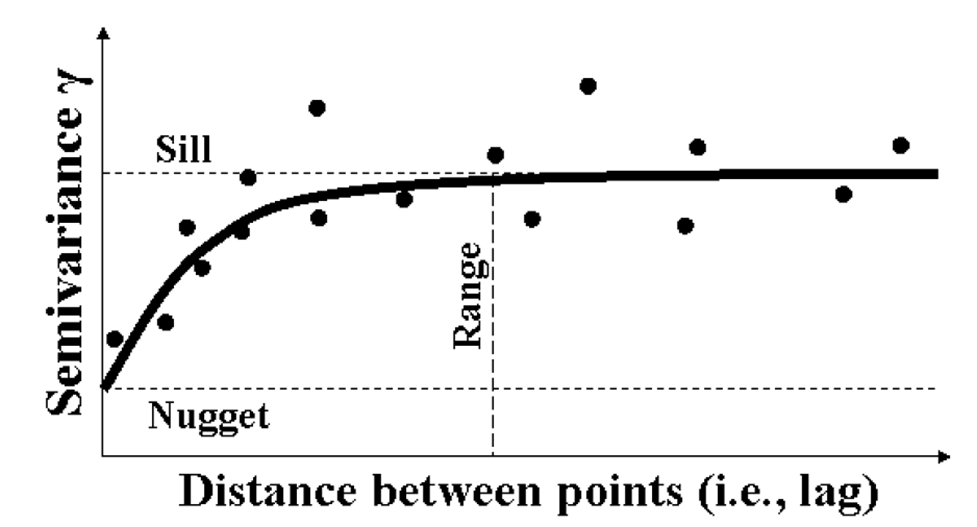 Semivariance γ
Sill
Range
Nugget
Distance between points (i.e., lag)